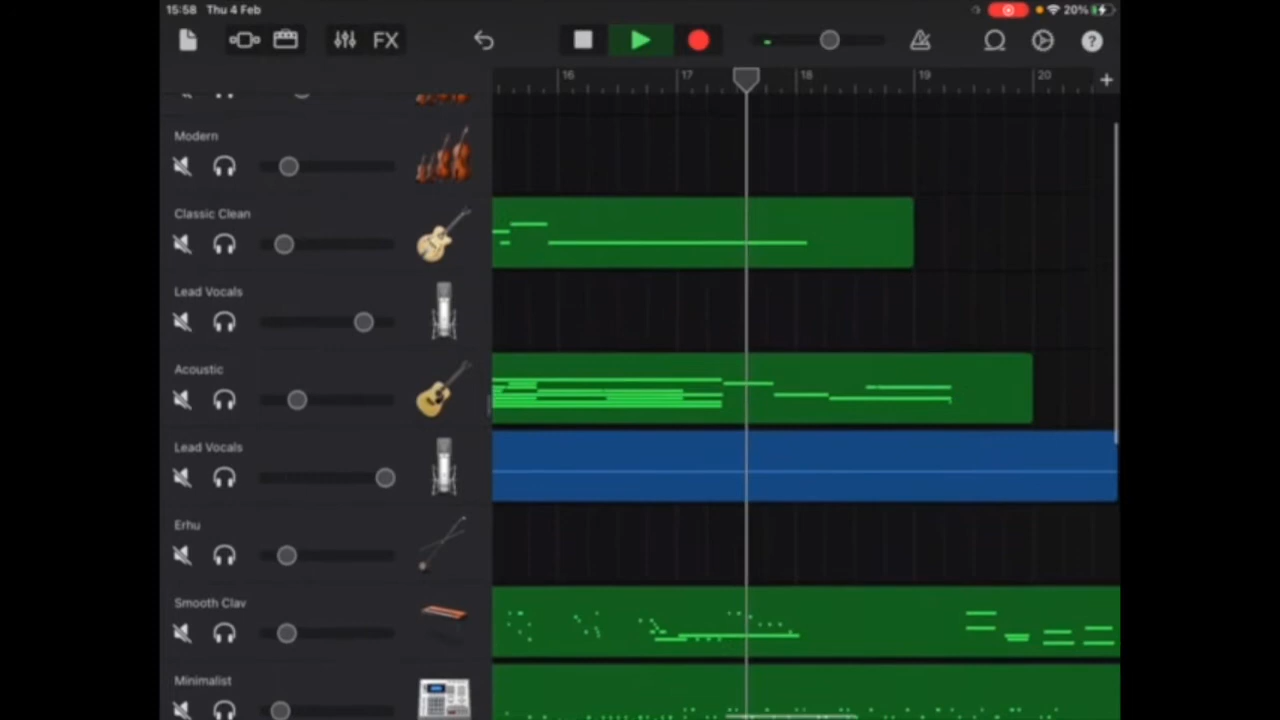 15:58 Thu 4 Feb 20%
FX ?
16 17 18 19 20 +
Modern
Classic Clean
Lead Vocals
Acoustic
Lead Vocals
Erhu
Smooth Clav
Minimalist